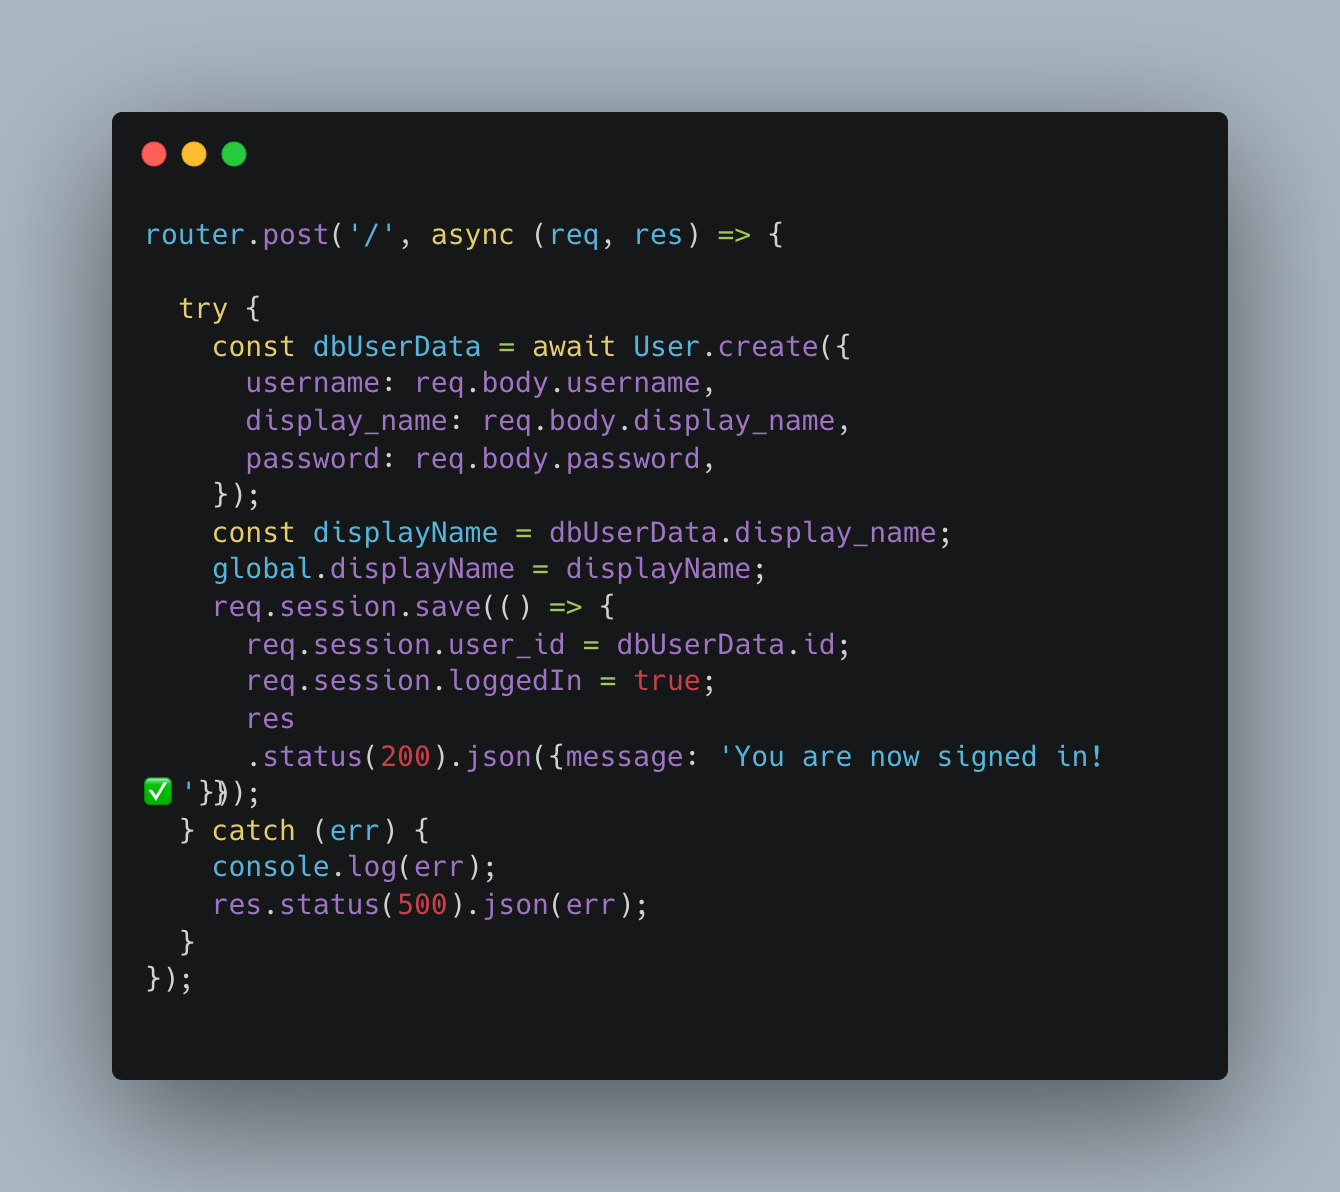 router.post('/', async (req, res) => {
  try {
    const dbUserData = await User.create({
      username: req.body.username,
      display_name: req.body.display_name,
      password: req.body.password,
    });
    const displayName = dbUserData.display_name;
    global.displayName = displayName;
    req.session.save(() => {
      req.session.user_id = dbUserData.id;
      req.session.loggedIn = true;
      res
      .status(200).json({message: 'You are now signed in!
✅ '})});
  } catch (err) {
    console.log(err);
    res.status(500).json(err);
  }
});